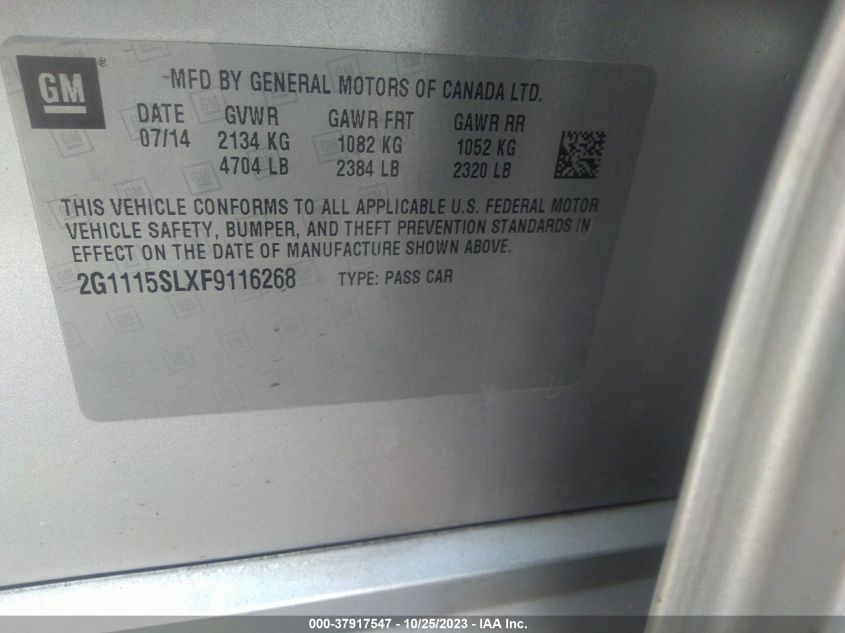 GM
®
MFD BY GENERAL MOTORS OF CANADA LTD.
DATE GVWR GAWR FRT GAWR RR
07/14 2134 KG 1082 KG 1052 KG
4704 LB 2384 LB 2320 LB
THIS VEHICLE CONFORMS TO ALL APPLICABLE U.S. FEDERAL MOTOR
VEHICLE SAFETY, BUMPER, AND THEFT PREVENTION STANDARDS IN
EFFECT ON THE DATE OF MANUFACTURE SHOWN ABOVE.
2G1115SLXF9116268 TYPE: PASS CAR
000-37917547 - 10/25/2023 - IAA Inc.